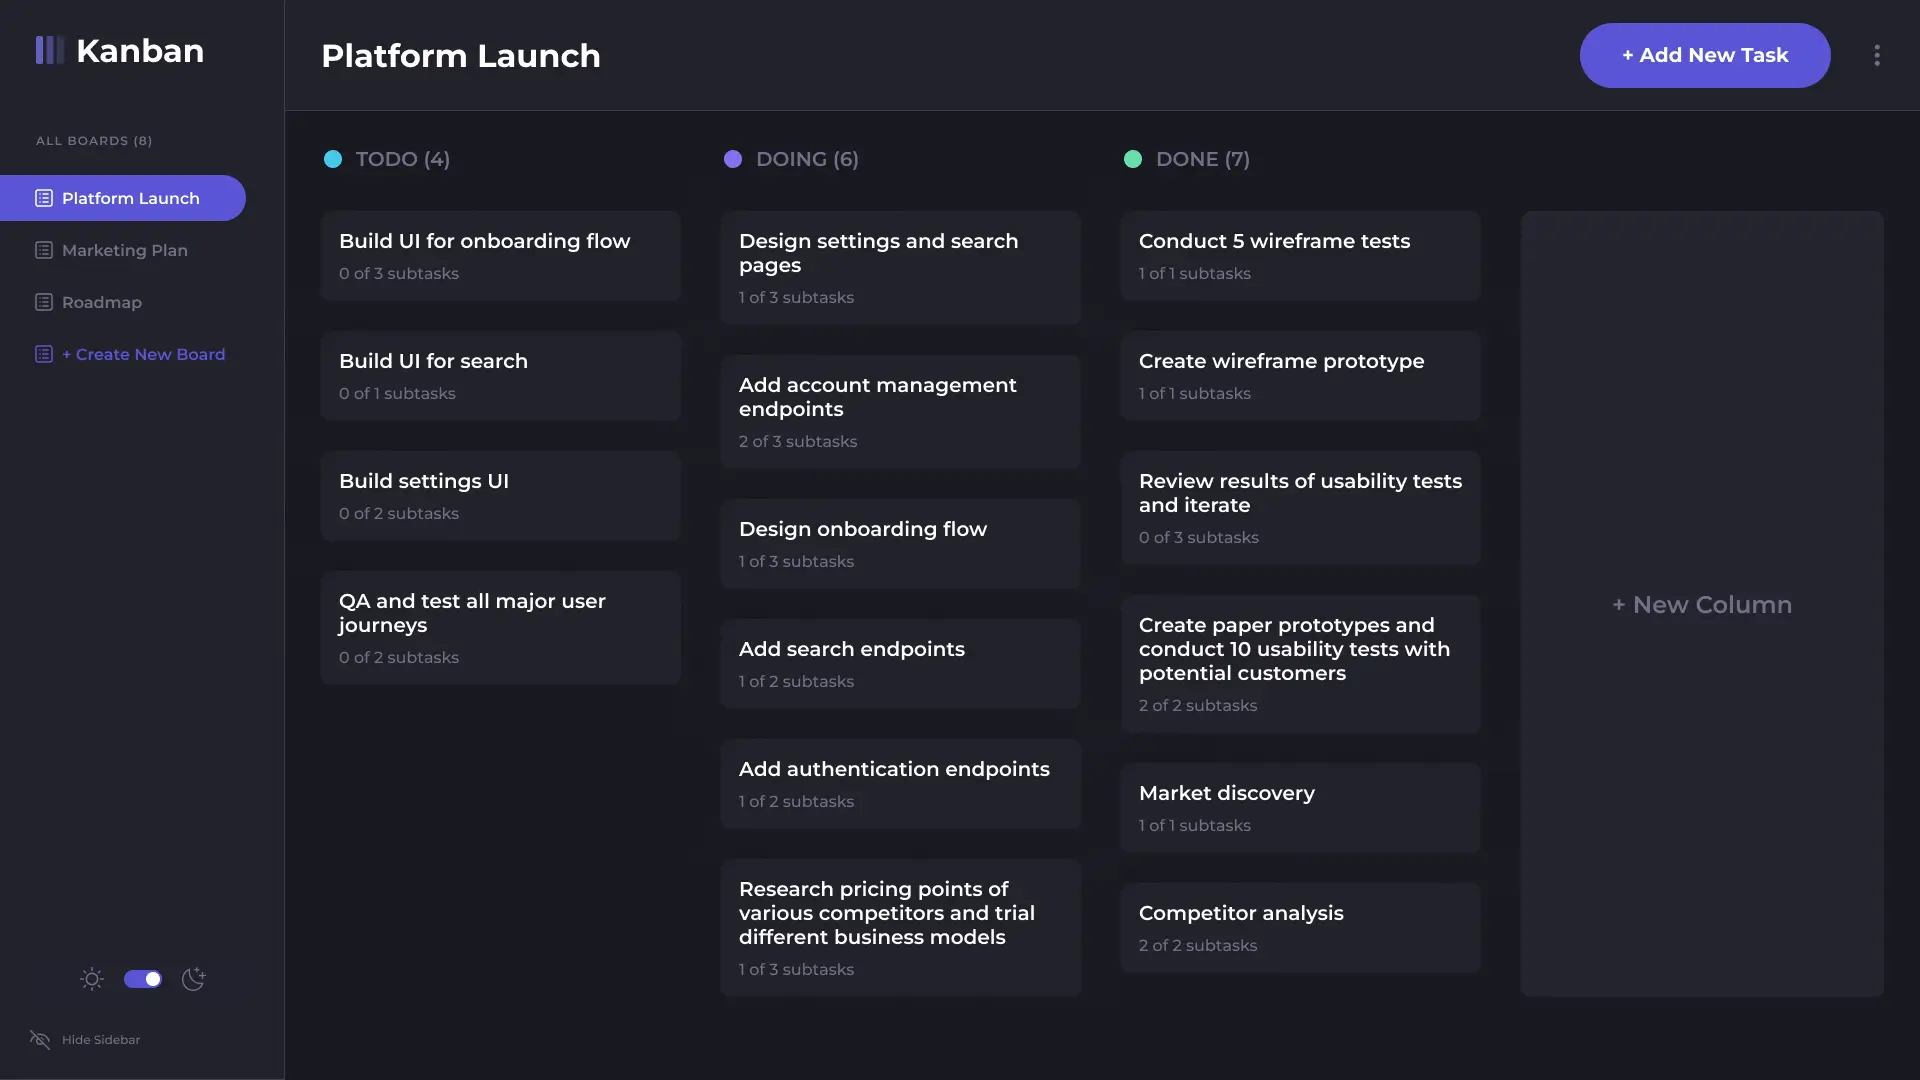 Kanban
ALL BOARDS (8)
Platform Launch
Marketing Plan
Roadmap
+ Create New Board
Hide Sidebar
Platform Launch
+ Add New Task
TODO (4)
Build UI for onboarding flow
0 of 3 subtasks
Build UI for search
0 of 1 subtasks
Build settings UI
0 of 2 subtasks
QA and test all major user
journeys
0 of 2 subtasks
DOING (6)
Design settings and search
pages
1 of 3 subtasks
Add account management
endpoints
2 of 3 subtasks
Design onboarding flow
1 of 3 subtasks
Add search endpoints
1 of 2 subtasks
Add authentication endpoints
1 of 2 subtasks
Research pricing points of
various competitors and trial
different business models
1 of 3 subtasks
DONE (7)
Conduct 5 wireframe tests
1 of 1 subtasks
Create wireframe prototype
1 of 1 subtasks
Review results of usability tests
and iterate
0 of 3 subtasks
Create paper prototypes and
conduct 10 usability tests with
potential customers
2 of 2 subtasks
Market discovery
1 of 1 subtasks
Competitor analysis
2 of 2 subtasks
+ New Column